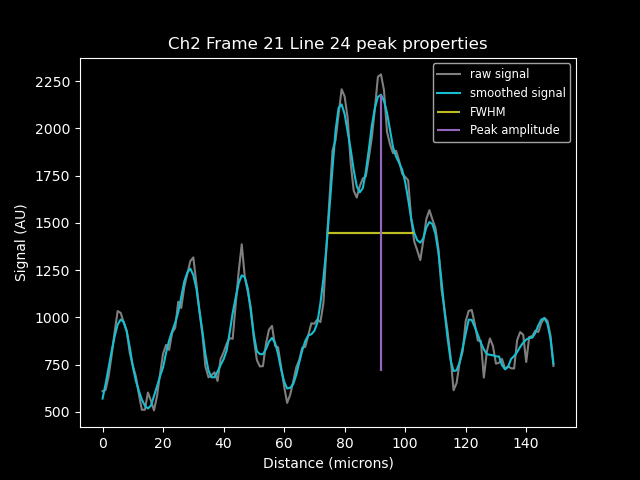 Ch2 Frame 21 Line 24 peak properties
raw signal
smoothed signal
FWHM
Peak amplitude
Signal (AU)
2250
2000
1750
1500
1250
1000
750
500
0 20 40 60 80 100 120 140
Distance (microns)